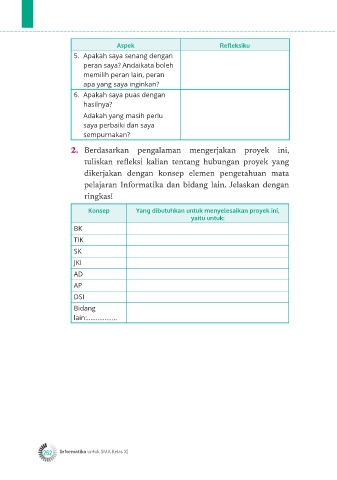 Aspek Refleksiku
5. Apakah saya senang dengan
peran saya? Andaikata boleh
memilih peran lain, peran
apa yang saya inginkan?
6. Apakah saya puas dengan
hasilnya?
Adakah yang masih perlu
saya perbaiki dan saya
sempurnakan?
2. Berdasarkan pengalaman mengerjakan proyek ini,
tuliskan refleksi kalian tentang hubungan proyek yang
dikerjakan dengan konsep elemen pengetahuan mata
pelajaran Informatika dan bidang lain. Jelaskan dengan
ringkas!
Konsep Yang dibutuhkan untuk menyelesaikan proyek ini,
yaitu untuk:
BK
TIK
SK
JKI
AD
AP
DSI
Bidang
lain:................
262 Informatika untuk SMA Kelas XI